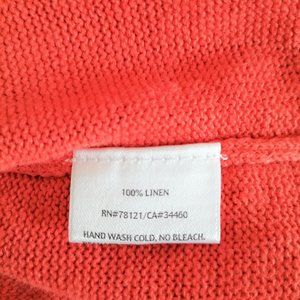 100% LINEN
RN#78121/CA#34460
HAND WASH COLD, NO BLEACH.